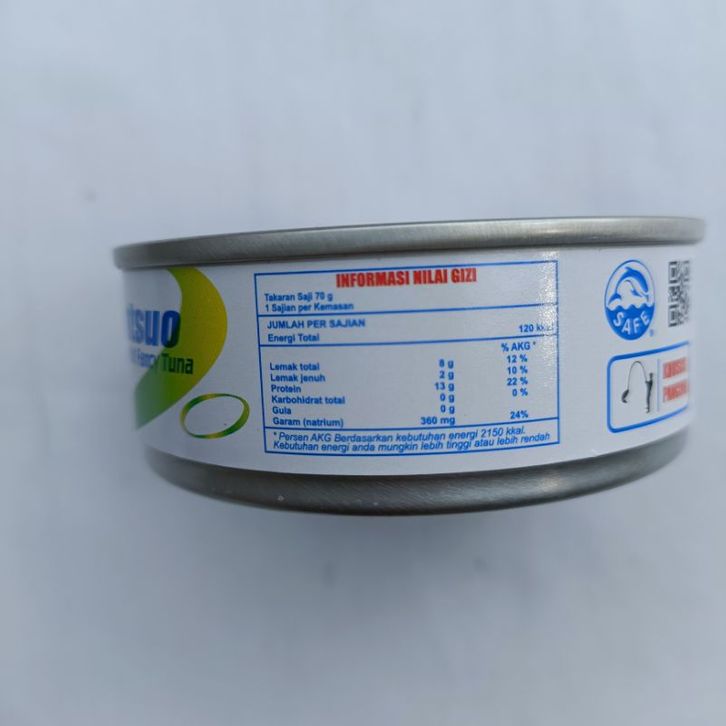 INFORMASI NILAI GIZI
Takaran Saji 70 g
1 Sajian per Kemasan
JUMLAH PER SAJIAN
Energi Total 120 kkal
% AKG *
Lemak total 8 g 12 %
Lemak jenuh 2 g 10 %
Protein 13 g 22 %
Karbohidrat total 0 g 0 %
Gula 0 g
Garam (natrium) 360 mg 24%
* Persen AKG Berdasarkan kebutuhan energi 2150 kkal.
Kebutuhan energi anda mungkin lebih tinggi atau lebih rendah
tsuo
Fancy Tuna
SAFE